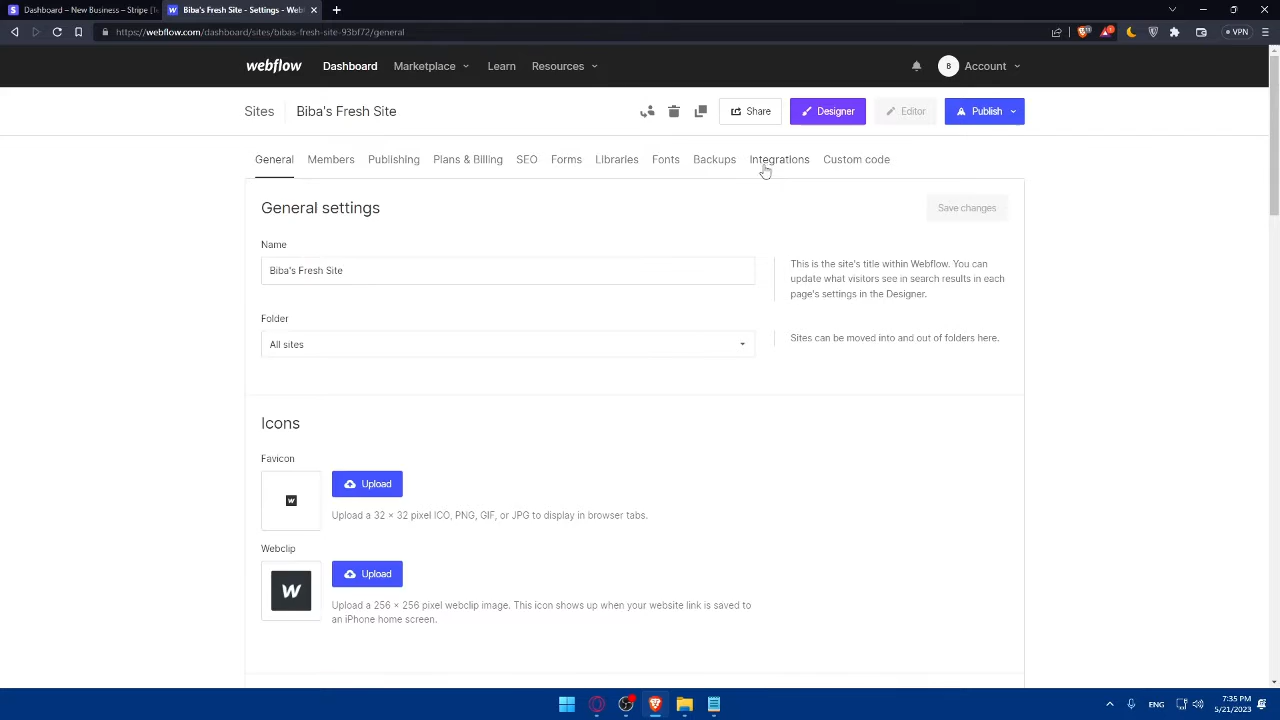 Dashboard – New Business – Stripe [T
Biba's Fresh Site - Settings - Web
https://webflow.com/dashboard/sites/bibas-fresh-site-93bf72/general
VPN
webflow
Dashboard
Marketplace
Learn
Resources
B
Account
Sites
Biba's Fresh Site
Share
Designer
Editor
Publish
General
Members
Publishing
Plans & Billing
SEO
Forms
Libraries
Fonts
Backups
Integrations
Custom code
General settings
Save changes
Name
Biba's Fresh Site
This is the site's title within Webflow. You can
update what visitors see in search results in each
page's settings in the Designer.
Folder
All sites
Sites can be moved into and out of folders here.
Icons
Favicon
Upload
Upload a 32 × 32 pixel ICO, PNG, GIF, or JPG to display in browser tabs.
Webclip
Upload
Upload a 256 × 256 pixel webclip image. This icon shows up when your website link is saved to
an iPhone home screen.
ENG
7:35 PM
5/21/2023